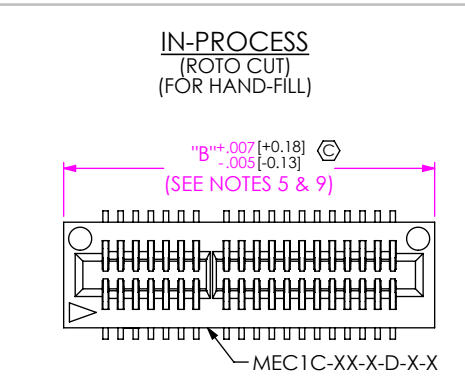 IN-PROCESS
(ROTO CUT)
(FOR HAND-FILL)
"B"+.007[+0.18] C
-.005[-0.13]
(SEE NOTES 5 & 9)
MEC1C-XX-X-D-X-X